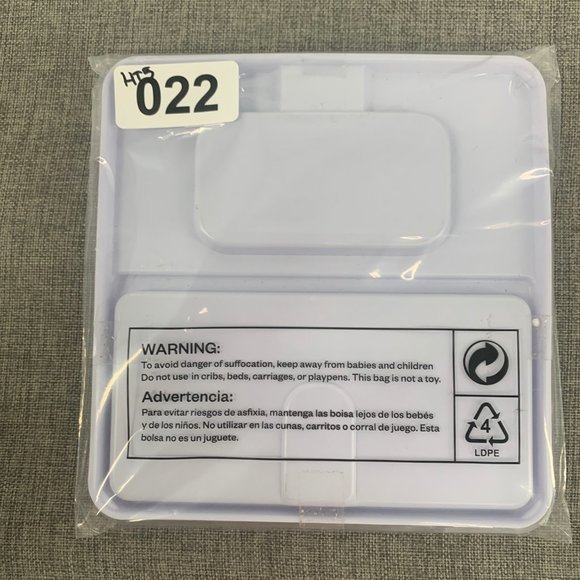 HTS
022
WARNING:
To avoid danger of suffocation, keep away from babies and children
Do not use in cribs, beds, carriages, or playpens. This bag is not a toy.
Advertencia:
Para evitar riesgos de asfixia, mantenga las boisa lejos de los bebés
y de los niños. No utilizar en las cunas, carritos o corral de juego. Esta
bolsa no es un juguete.
4
LDPE